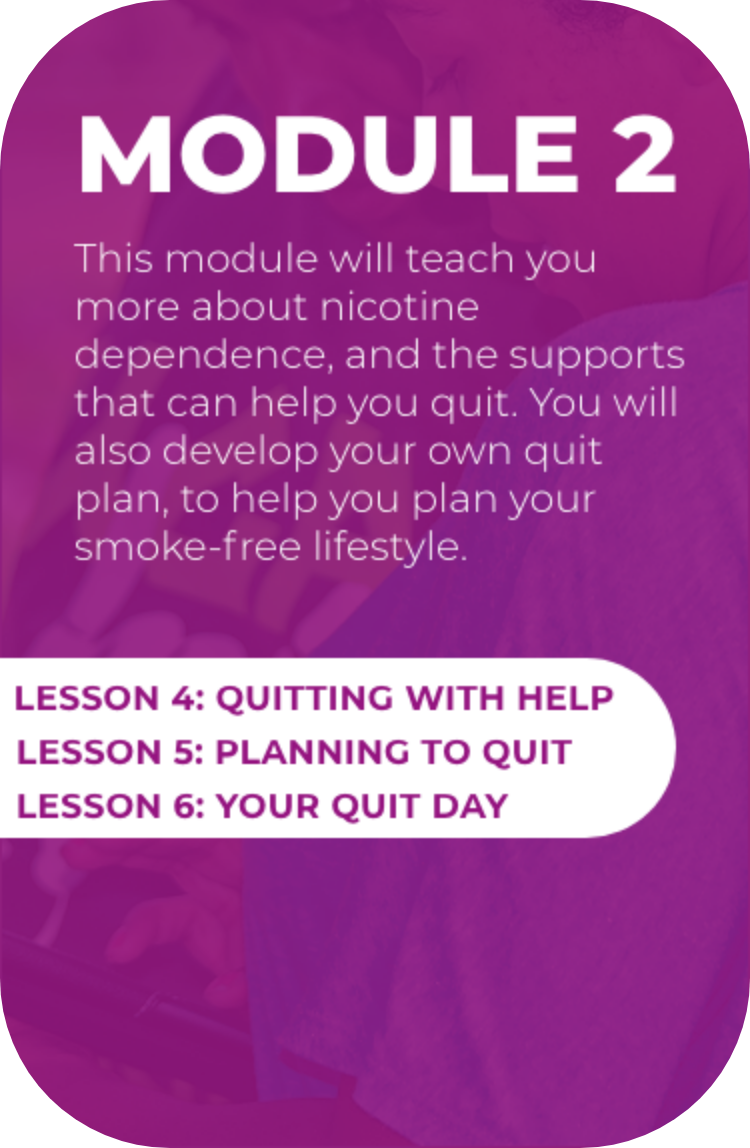 MODULE 2
This module will teach you
more about nicotine
dependence, and the supports
that can help you quit. You will
also develop your own quit
plan, to help you plan your
smoke-free lifestyle.
LESSON 4: QUITTING WITH HELP
LESSON 5: PLANNING TO QUIT
LESSON 6: YOUR QUIT DAY